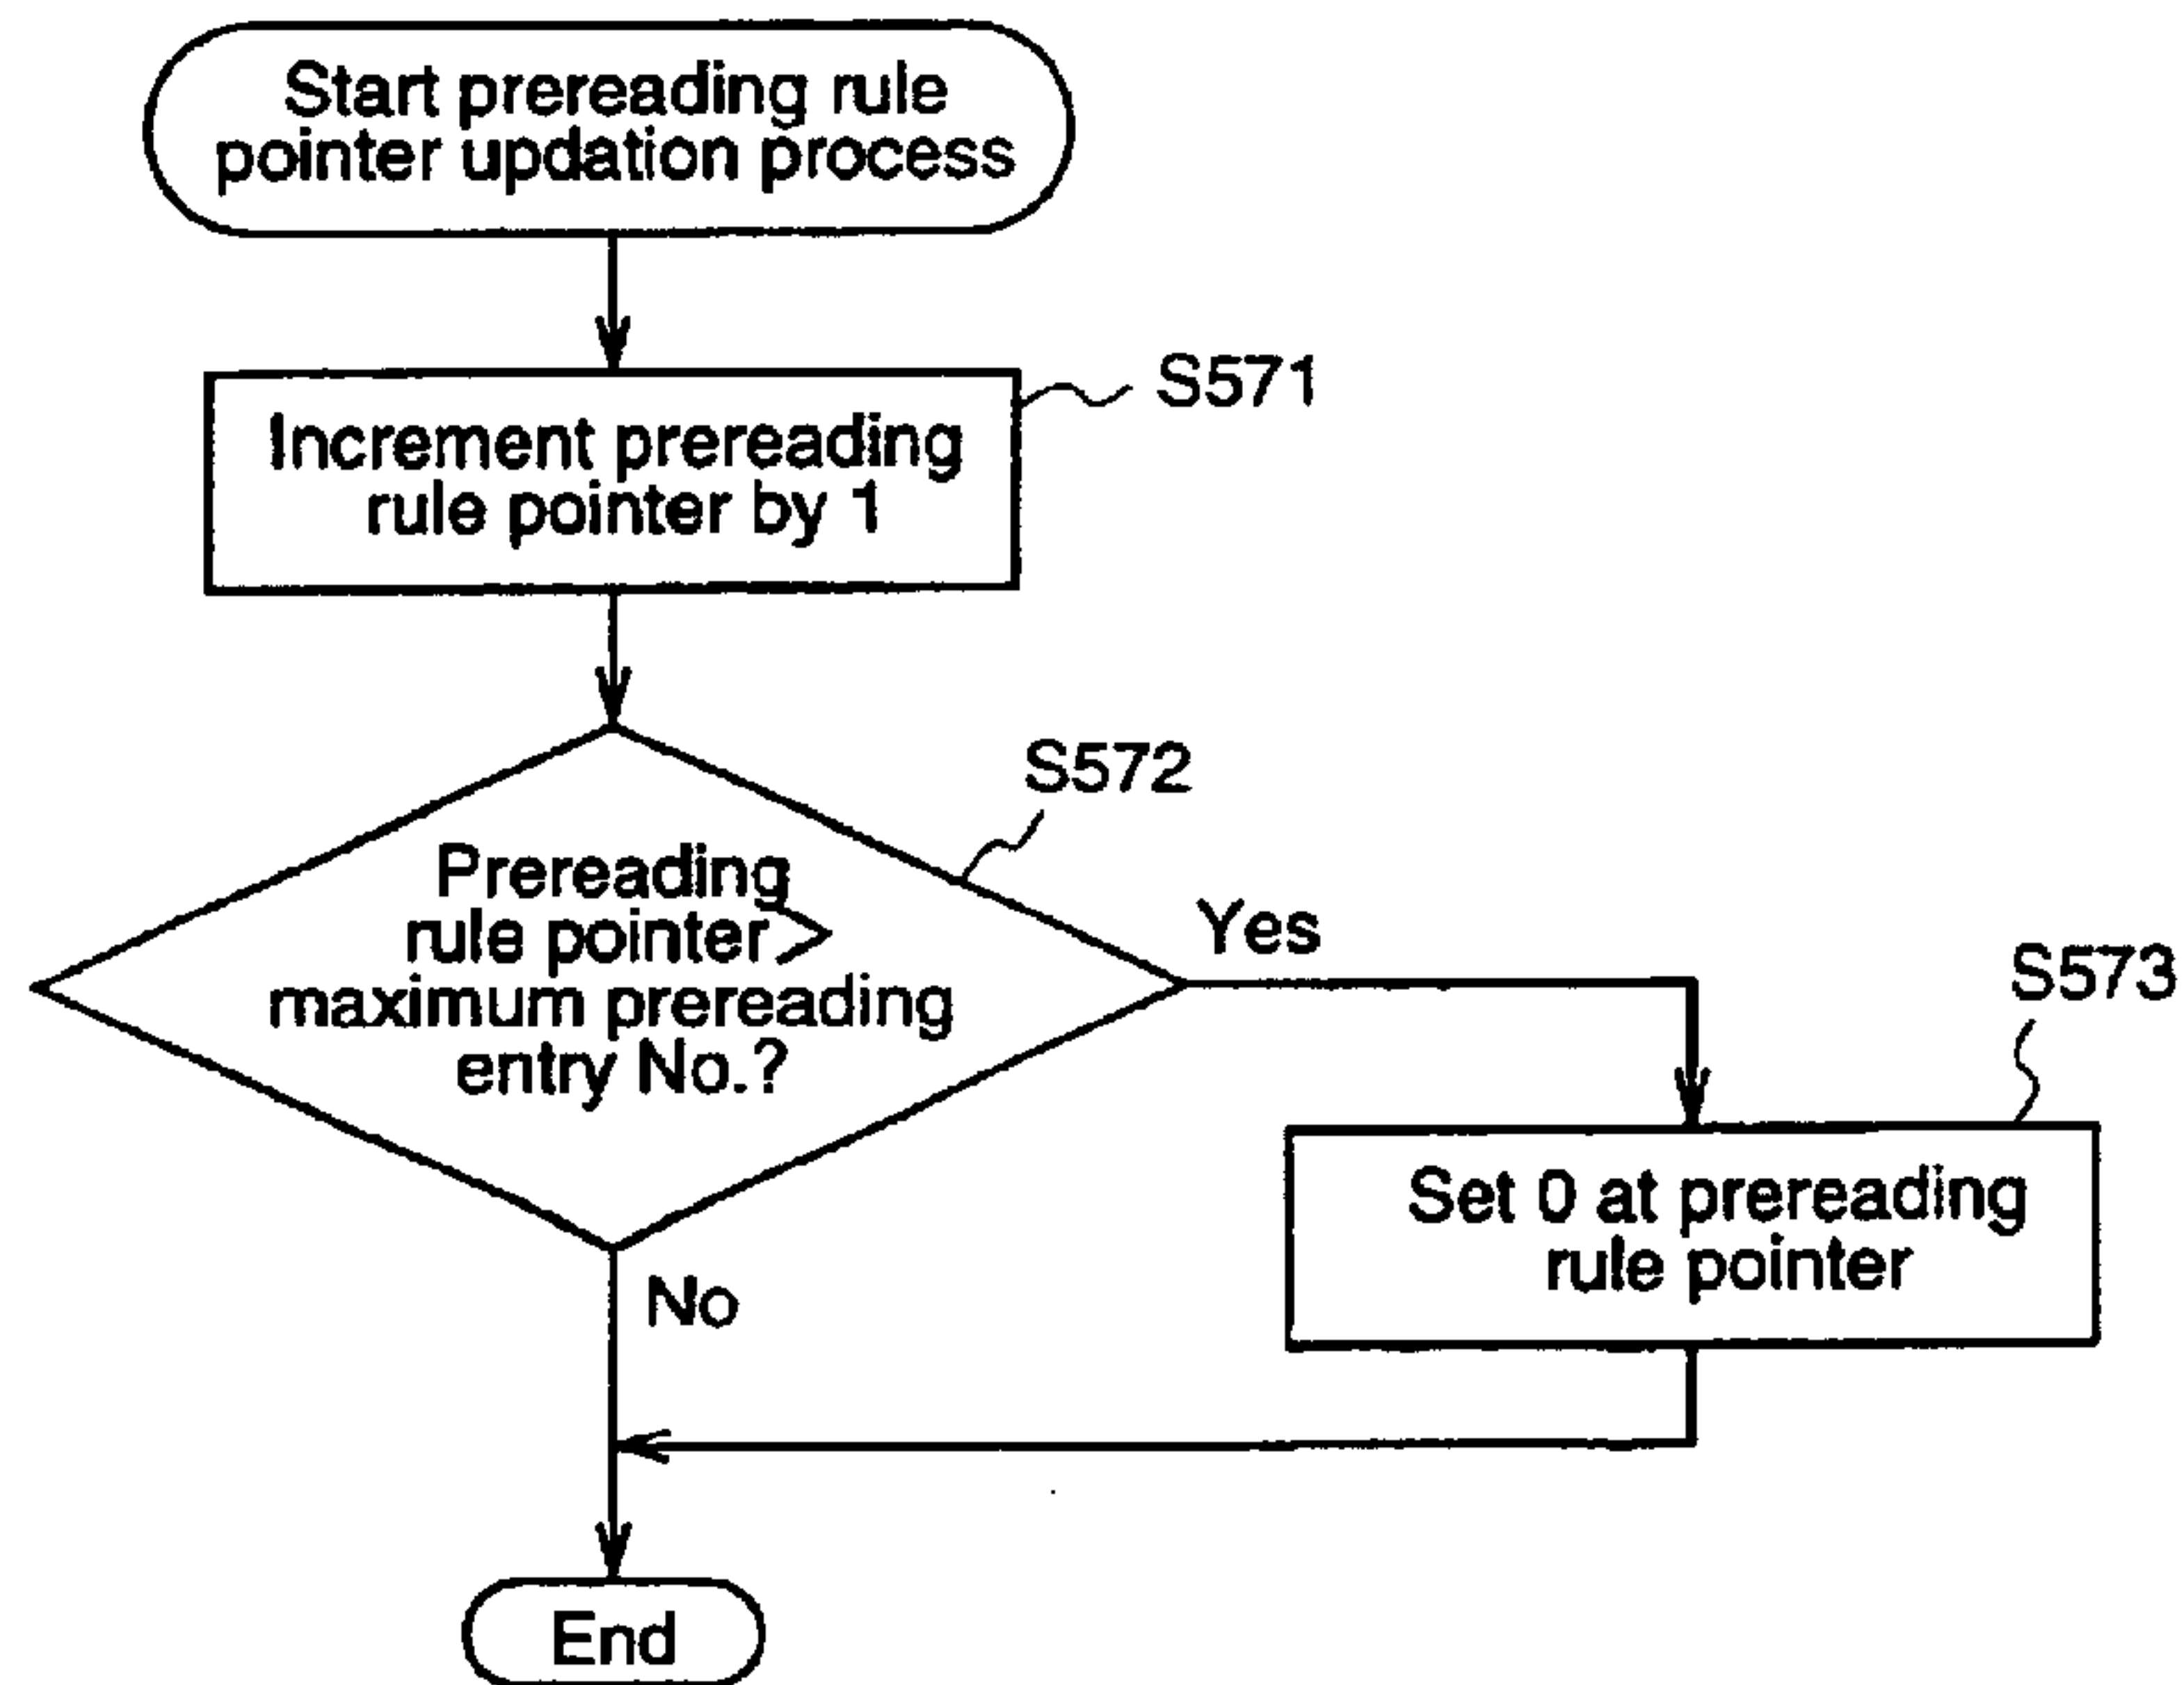 Start prereading rule
pointer updation process
S571
Increment prereading
rule pointer by 1
S572
Prereading
rule pointer>
maximum prereading
entry No.?
Yes
S573
Set 0 at prereading
rule pointer
No
End